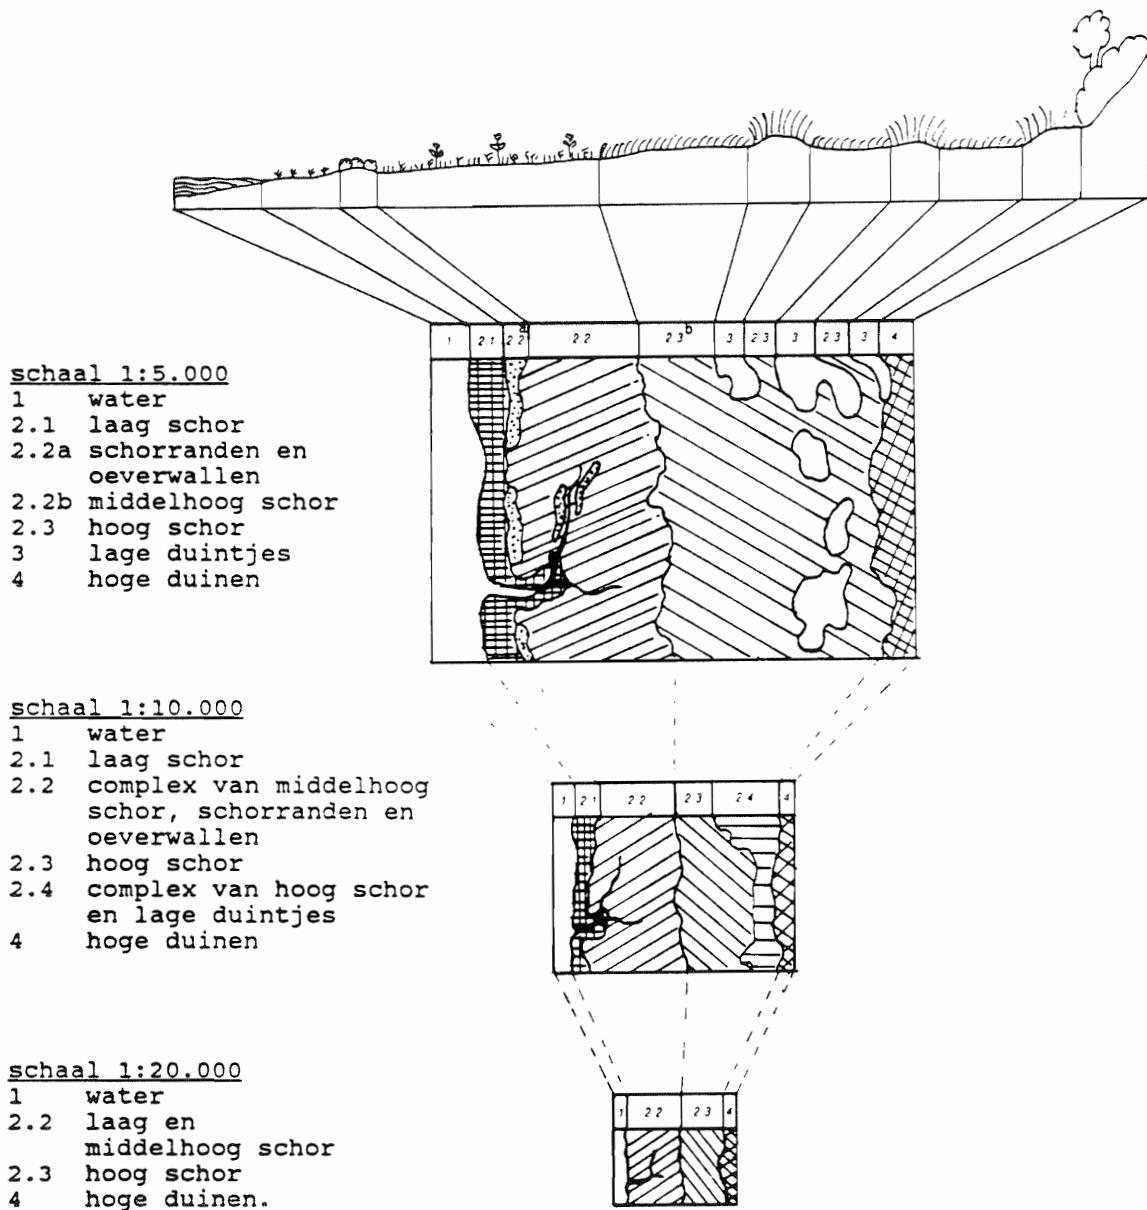 1 2.1 2.2 a 2.2 2.3 b 3 2.3 3 2.3 3 4
schaal 1:5.000
1 water
2.1 laag schor
2.2a schorranden en
oeverwallen
2.2b middelhoog schor
2.3 hoog schor
3 lage duintjes
4 hoge duinen
schaal 1:10.000
1 water
2.1 laag schor
2.2 complex van middelhoog
schor, schorranden en
oeverwallen
2.3 hoog schor
2.4 complex van hoog schor
en lage duintjes
4 hoge duinen
1 2.1 2.2 2.3 2.4 4
schaal 1:20.000
1 water
2.2 laag en
middelhoog schor
2.3 hoog schor
4 hoge duinen.
1 2.2 2.3 4